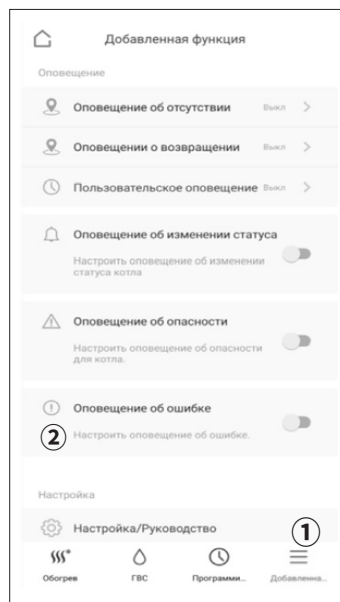 Добавленная функция
Оповещение
Оповещение об отсутствии Выкл
Оповещении о возвращении Выкл
Пользовательское оповещение Выкл
Оповещение об изменении статуса
Настроить оповещение об изменении
статуса котла
Оповещение об опасности
Настроить оповещение об опасности
для котла.
Оповещение об ошибке
2 Настроить оповещение об ошибке.
Настройка
Настройка/Руководство
1
Обогрев ГВС Программи... Добавленна...